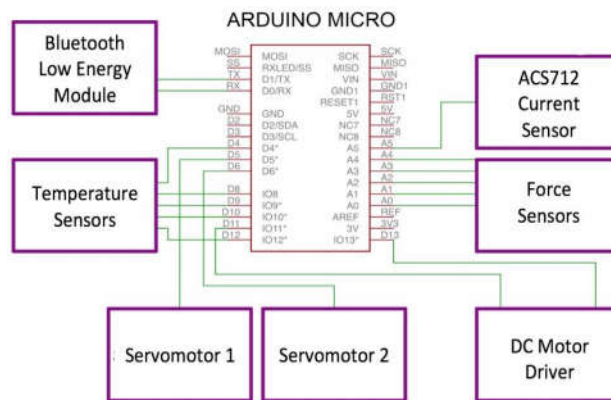 ARDUINO MICRO
Bluetooth
Low Energy
Module
MOSI
SS
TX
RX
GND
D2
D3
D4
D5
D6
D8
D9
D10
D11
D12
MOSI
RXLED/SS
D1/TX
D0/RX
GND
D2/SDA
D3/SCL
D4*
D5*
D6*
IO8
IO9*
IO10*
IO11*
IO12*
SCK
MISO
VIN
GND1
RESET1
5V
NC7
NC8
A5
A4
A3
A2
A1
A0
AREF
3V
IO13*
SCK
MISO
VIN
GND1
RST1
5V
NC7
NC8
A5
A4
A3
A2
A1
A0
REF
3V3
D13
ACS712
Current
Sensor
Temperature
Sensors
Force
Sensors
Servomotor 1
Servomotor 2
DC Motor
Driver